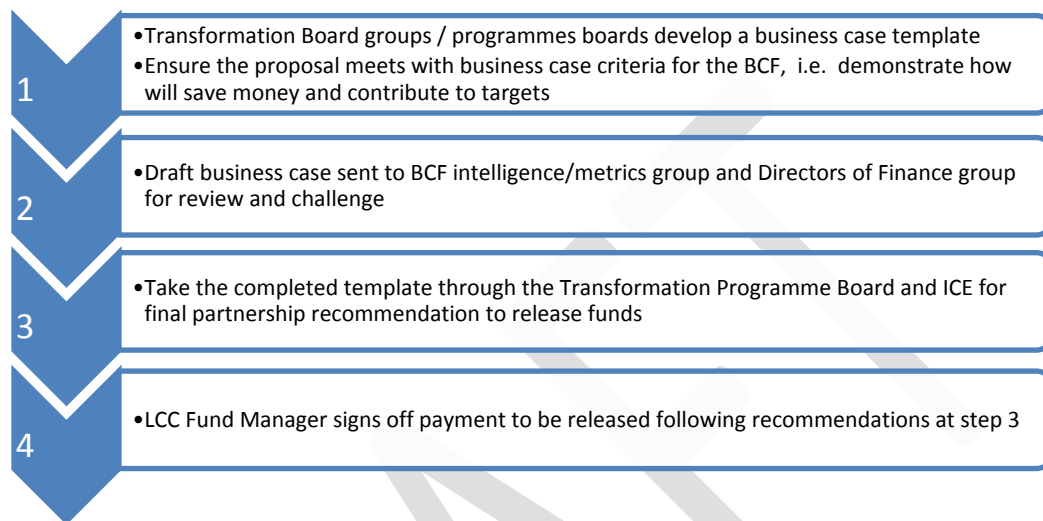 •Transformation Board groups / programmes boards develop a business case template
•Ensure the proposal meets with business case criteria for the BCF,  i.e.  demonstrate how
will save money and contribute to targets
1
•Draft business case sent to BCF intelligence/metrics group and Directors of Finance group
for review and challenge
2
•Take the completed template through the Transformation Programme Board and ICE for
final partnership recommendation to release funds
3
•LCC Fund Manager signs off payment to be released following recommendations at step 3
4